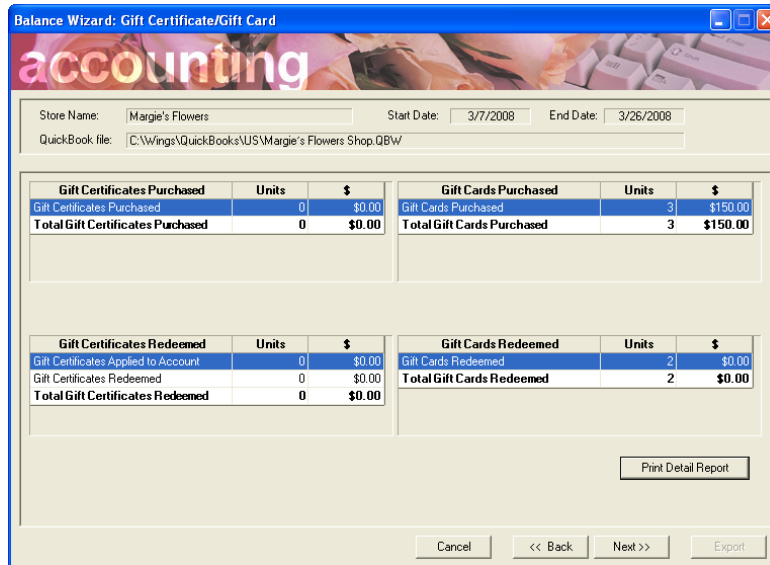 Balance Wizard: Gift Certificate/Gift Card
accounting
Store Name: Margie's Flowers Start Date: 3/7/2008 End Date: 3/26/2008
QuickBook file: C:\Wings\QuickBooks\US\Margie's Flowers Shop.QBW
Gift Certificates Purchased Units $
Gift Certificates Purchased 0 $0.00
Total Gift Certificates Purchased 0 $0.00
Gift Cards Purchased Units $
Gift Cards Purchased 3 $150.00
Total Gift Cards Purchased 3 $150.00
Gift Certificates Redeemed Units $
Gift Certificates Applied to Account 0 $0.00
Gift Certificates Redeemed 0 $0.00
Total Gift Certificates Redeemed 0 $0.00
Gift Cards Redeemed Units $
Gift Cards Redeemed 2 $0.00
Total Gift Cards Redeemed 2 $0.00
Print Detail Report
Cancel << Back Next >> Export